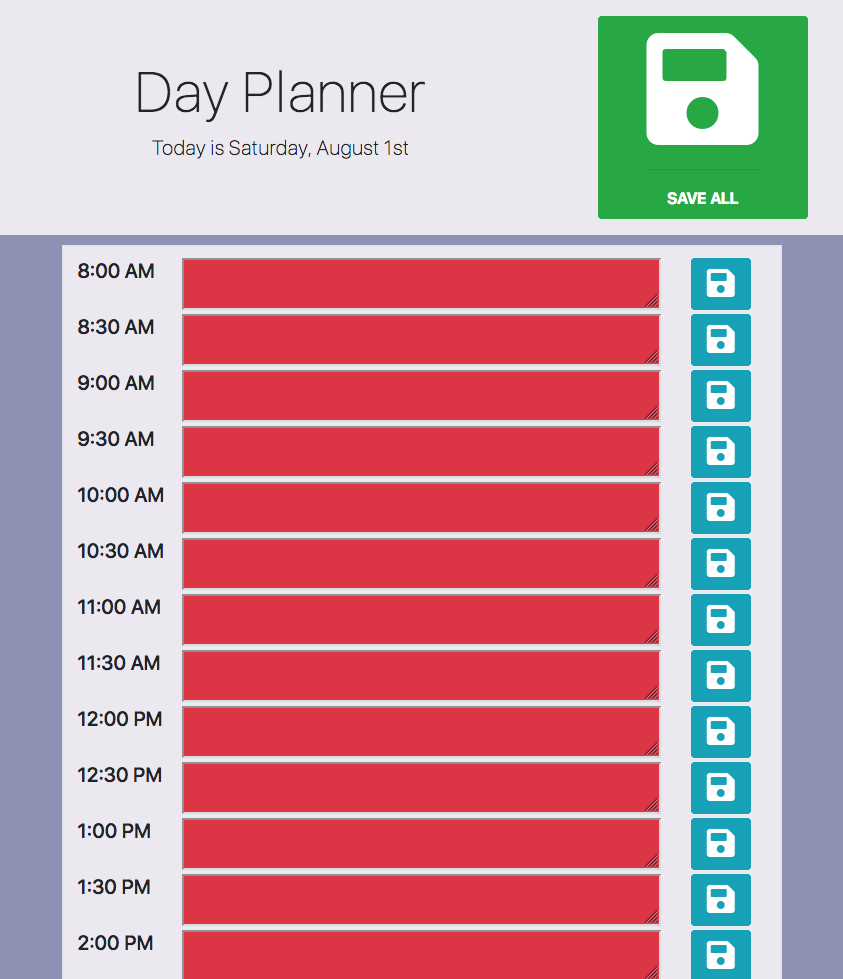 Day Planner
Today is Saturday, August 1st
SAVE ALL
8:00 AM
8:30 AM
9:00 AM
9:30 AM
10:00 AM
10:30 AM
11:00 AM
11:30 AM
12:00 PM
12:30 PM
1:00 PM
1:30 PM
2:00 PM